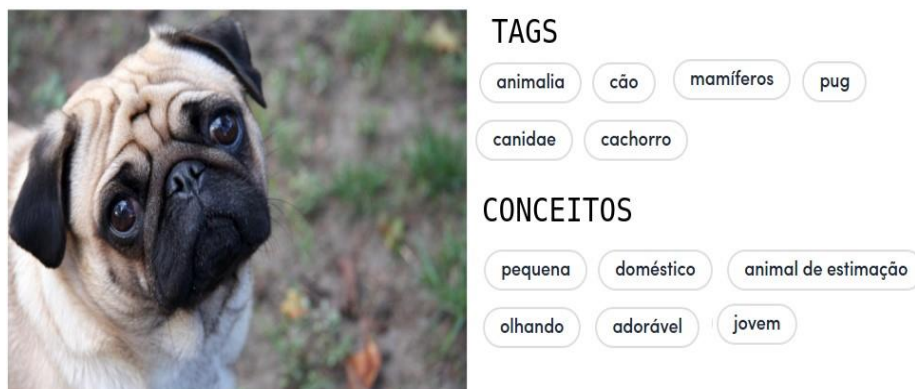 TAGS
animalia cão mamíferos pug
canidae cachorro
CONCEITOS
pequena doméstico animal de estimação
olhando adorável jovem